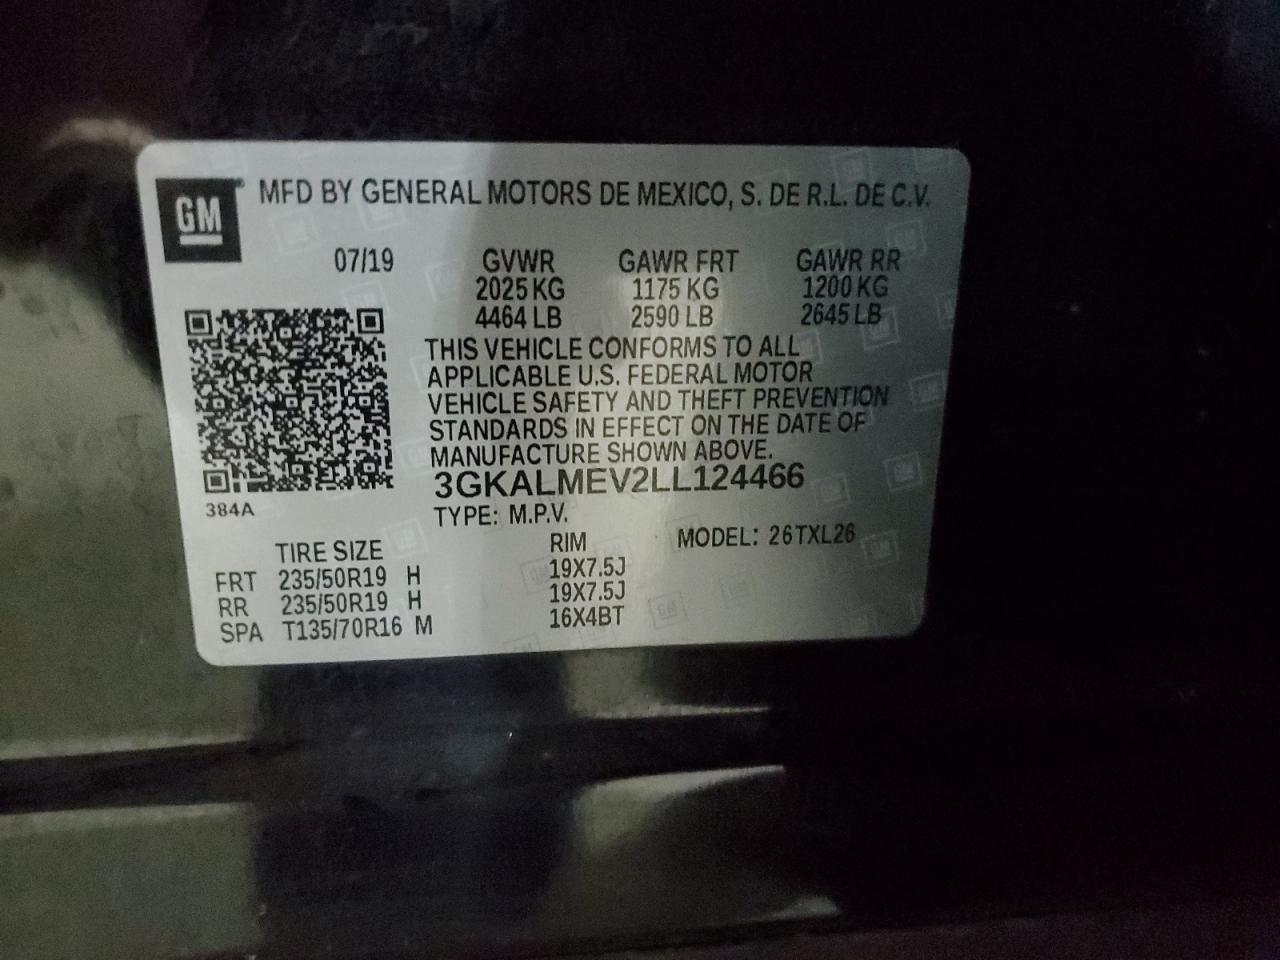 GM
MFD BY GENERAL MOTORS DE MEXICO, S. DE R.L. DE C.V.
07/19 GVWR GAWR FRT GAWR RR
2025 KG 1175 KG 1200 KG
4464 LB 2590 LB 2645 LB
THIS VEHICLE CONFORMS TO ALL
APPLICABLE U.S. FEDERAL MOTOR
VEHICLE SAFETY AND THEFT PREVENTION
STANDARDS IN EFFECT ON THE DATE OF
MANUFACTURE SHOWN ABOVE.
3GKALMEV2LL124466
384A
TYPE: M.P.V.
TIRE SIZE RIM MODEL: 26TXL26
FRT 235/50R19 H 19X7.5J
RR 235/50R19 H 19X7.5J
SPA T135/70R16 M 16X4BT